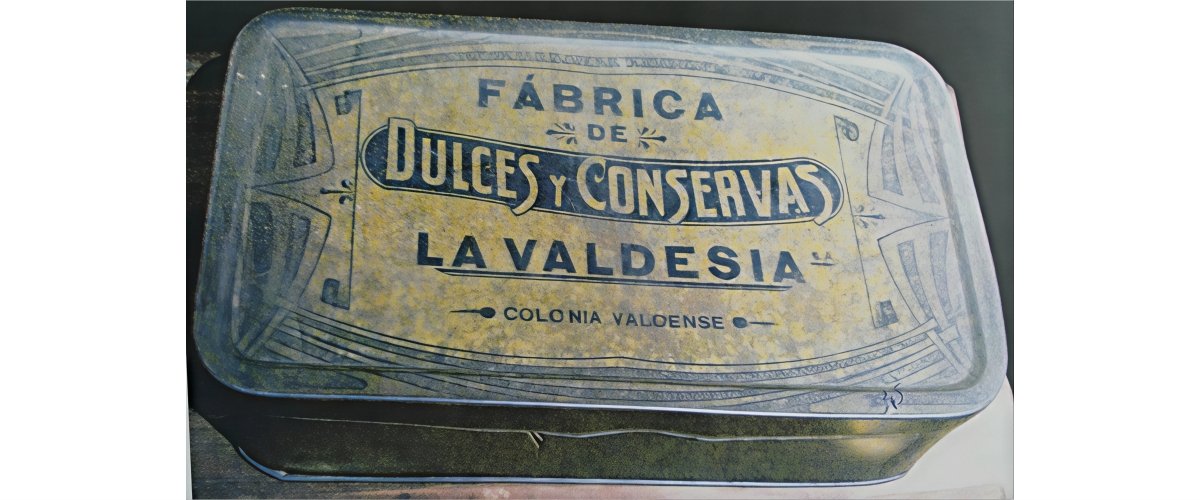 FÁBRICA
DE
DULCES Y CONSERVAS
LA VALDESIA S.A.
COLONIA VALDENSE